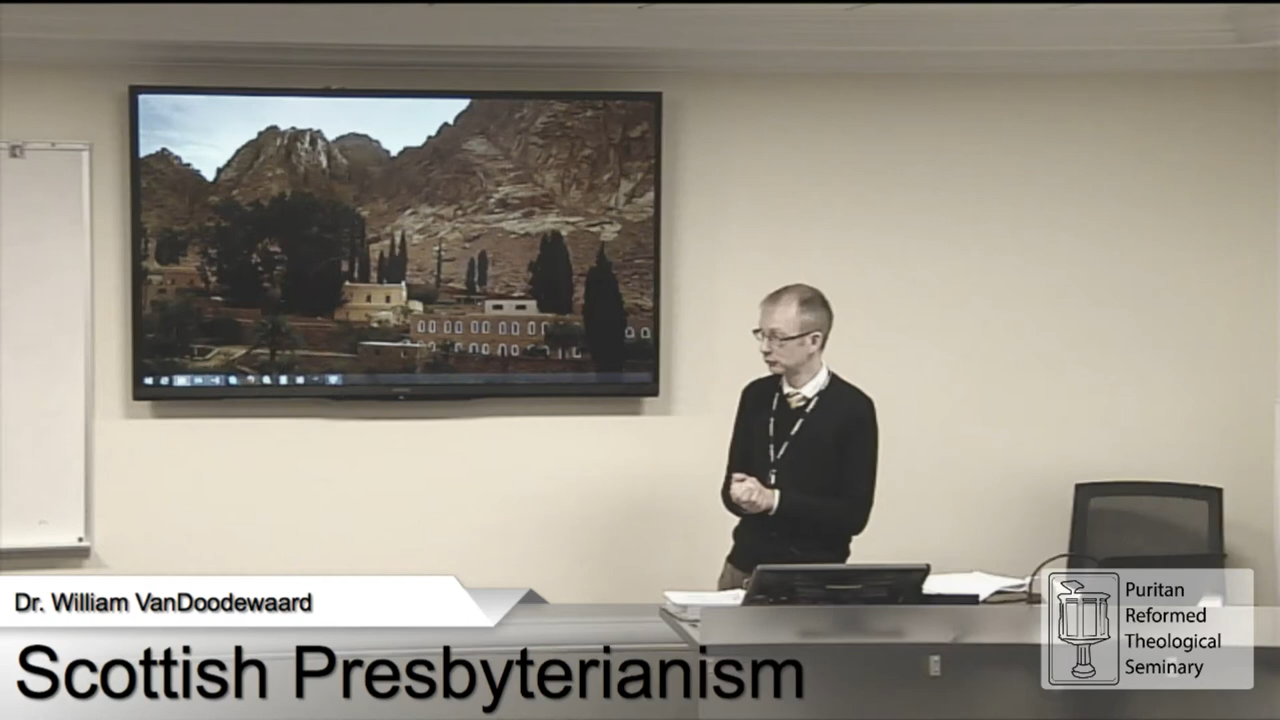 Dr. William VanDoodewaard
Scottish Presbyterianism
Puritan
Reformed
Theological
Seminary